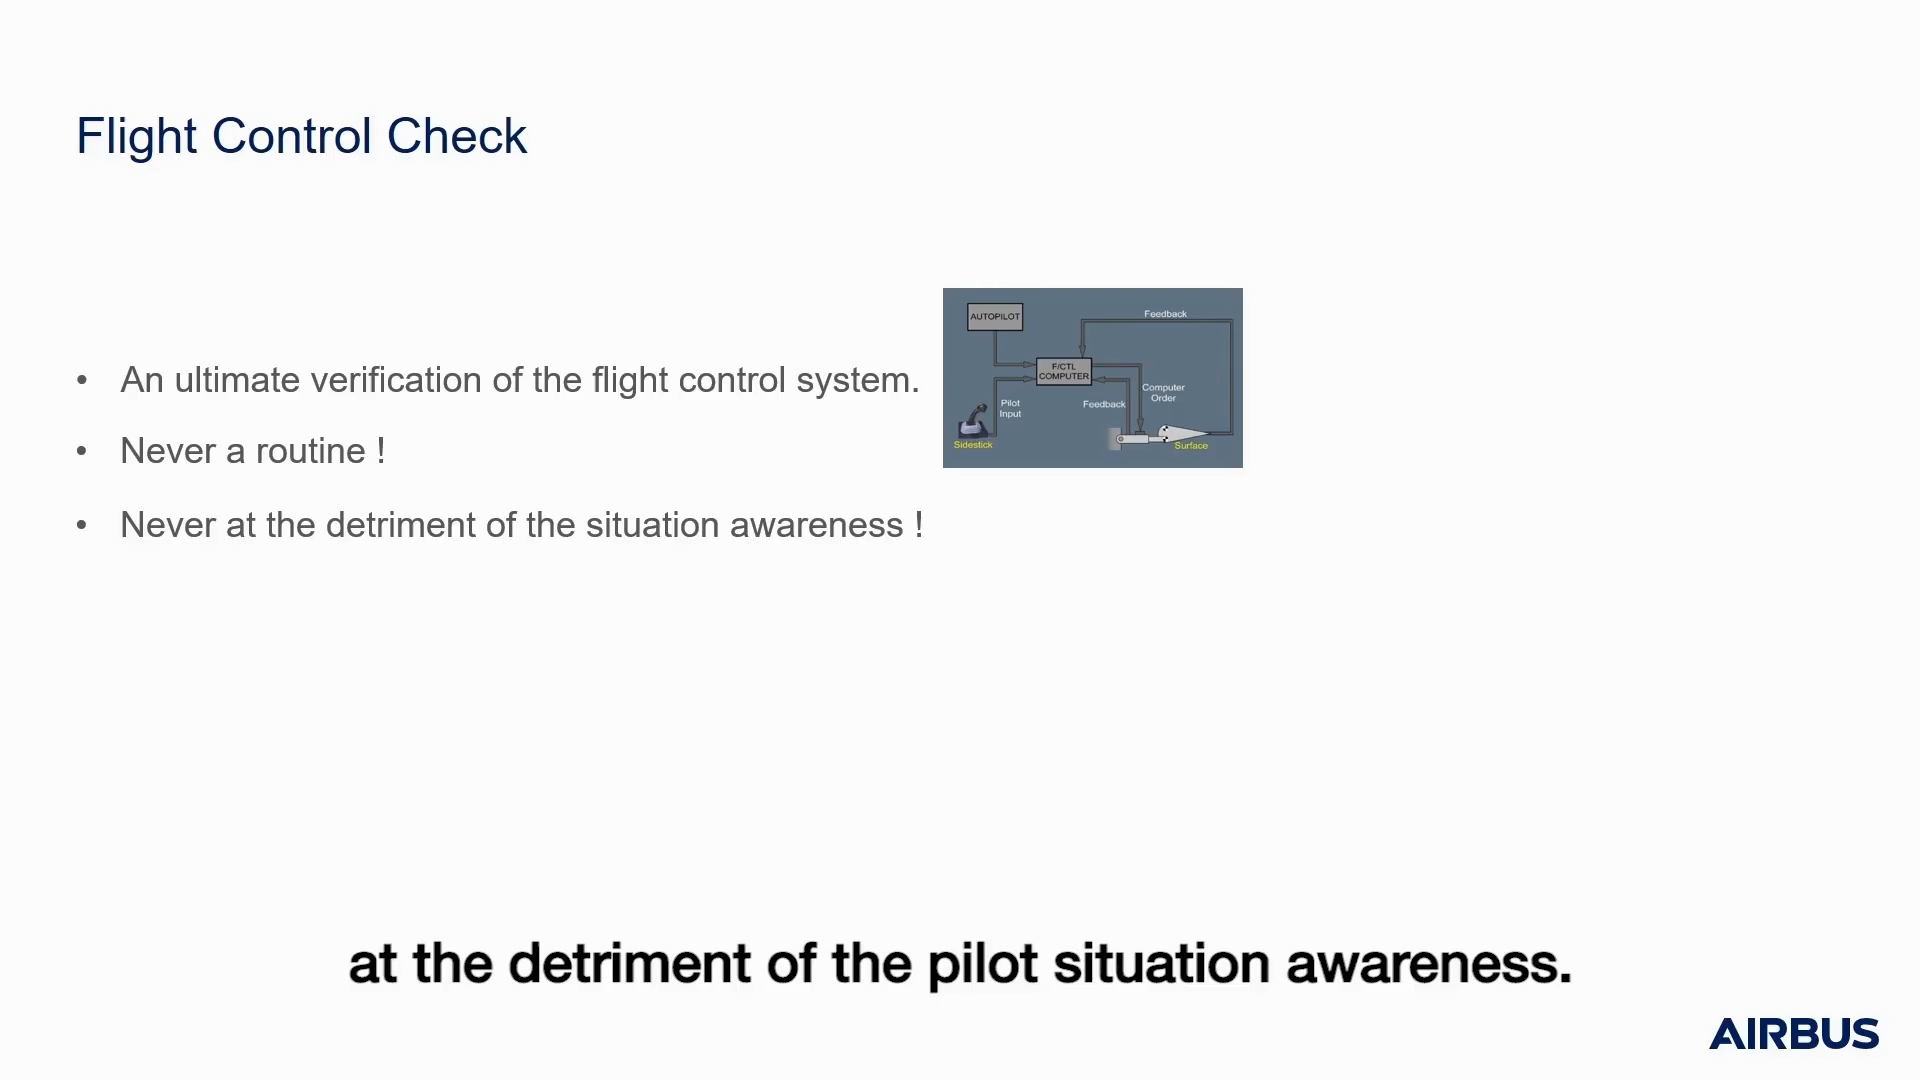 Flight Control Check
• An ultimate verification of the flight control system.
• Never a routine !
• Never at the detriment of the situation awareness !
AUTOPILOT
Feedback
F/CTL
COMPUTER
Computer
Order
Pilot
Input
Feedback
Sidestick
Surface
at the detriment of the pilot situation awareness.
AIRBUS